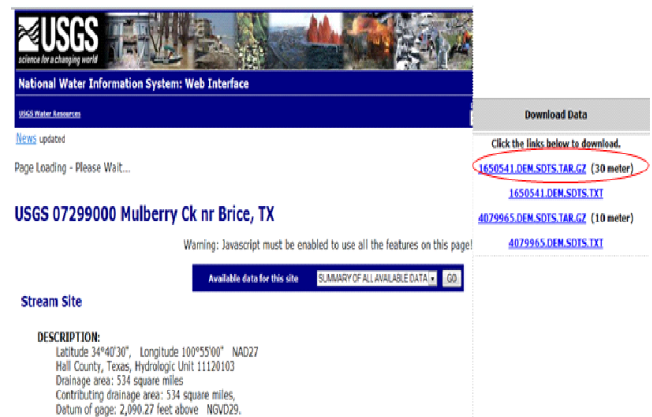 USGS
science for a changing world
National Water Information System: Web Interface
USGS Water Resources
News updated
Page Loading - Please Wait...
USGS 07299000 Mulberry Ck nr Brice, TX
Warning: Javascript must be enabled to use all the features on this page!
Available data for this site SUMMARY OF ALL AVAILABLE DATA GO
Stream Site
DESCRIPTION:
Latitude 34°40'30", Longitude 100°55'00" NAD27
Hall County, Texas, Hydrologic Unit 11120103
Drainage area: 534 square miles
Contributing drainage area: 534 square miles,
Datum of gage: 2,090.27 feet above NGVD29.
Download Data
Click the links below to download.
1650541.DEM.SDTS.TAR.GZ (30 meter)
1650541.DEM.SDTS.TXT
4079965.DEM.SDTS.TAR.GZ (10 meter)
4079965.DEM.SDTS.TXT